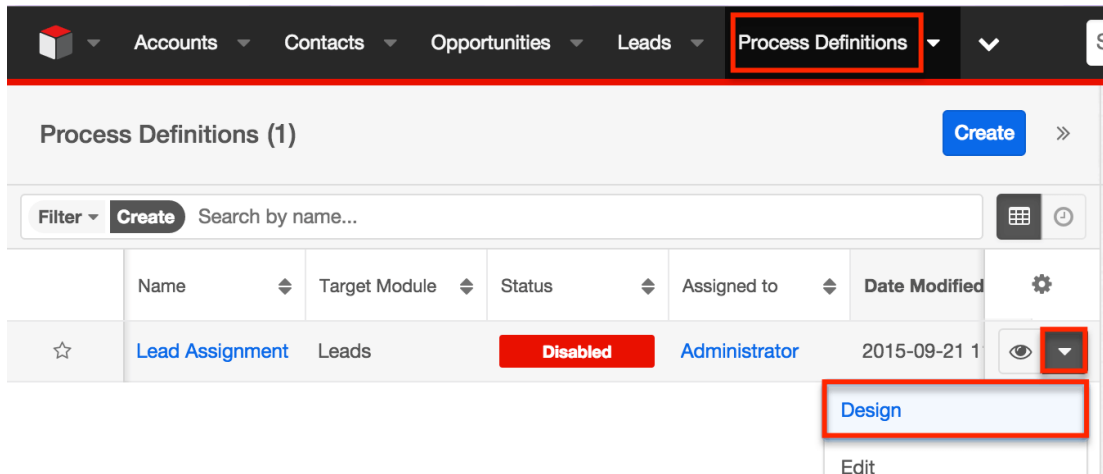 Accounts Contacts Opportunities Leads Process Definitions
Process Definitions (1) Create
Filter Create Search by name...
Name Target Module Status Assigned to Date Modified
Lead Assignment Leads Disabled Administrator 2015-09-21 1
Design
Edit